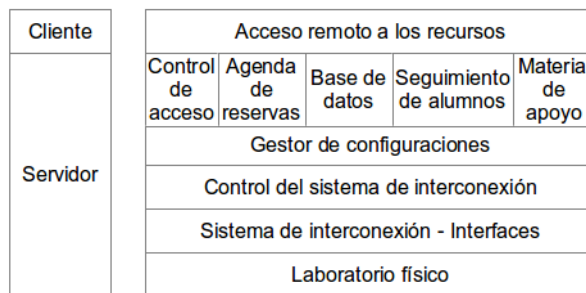 Cliente
Acceso remoto a los recursos
Servidor
Control
de
acceso
Agenda
de
reservas
Base de
datos
Seguimiento
de alumnos
Materia
de
apoyo
Gestor de configuraciones
Control del sistema de interconexión
Sistema de interconexión - Interfaces
Laboratorio físico